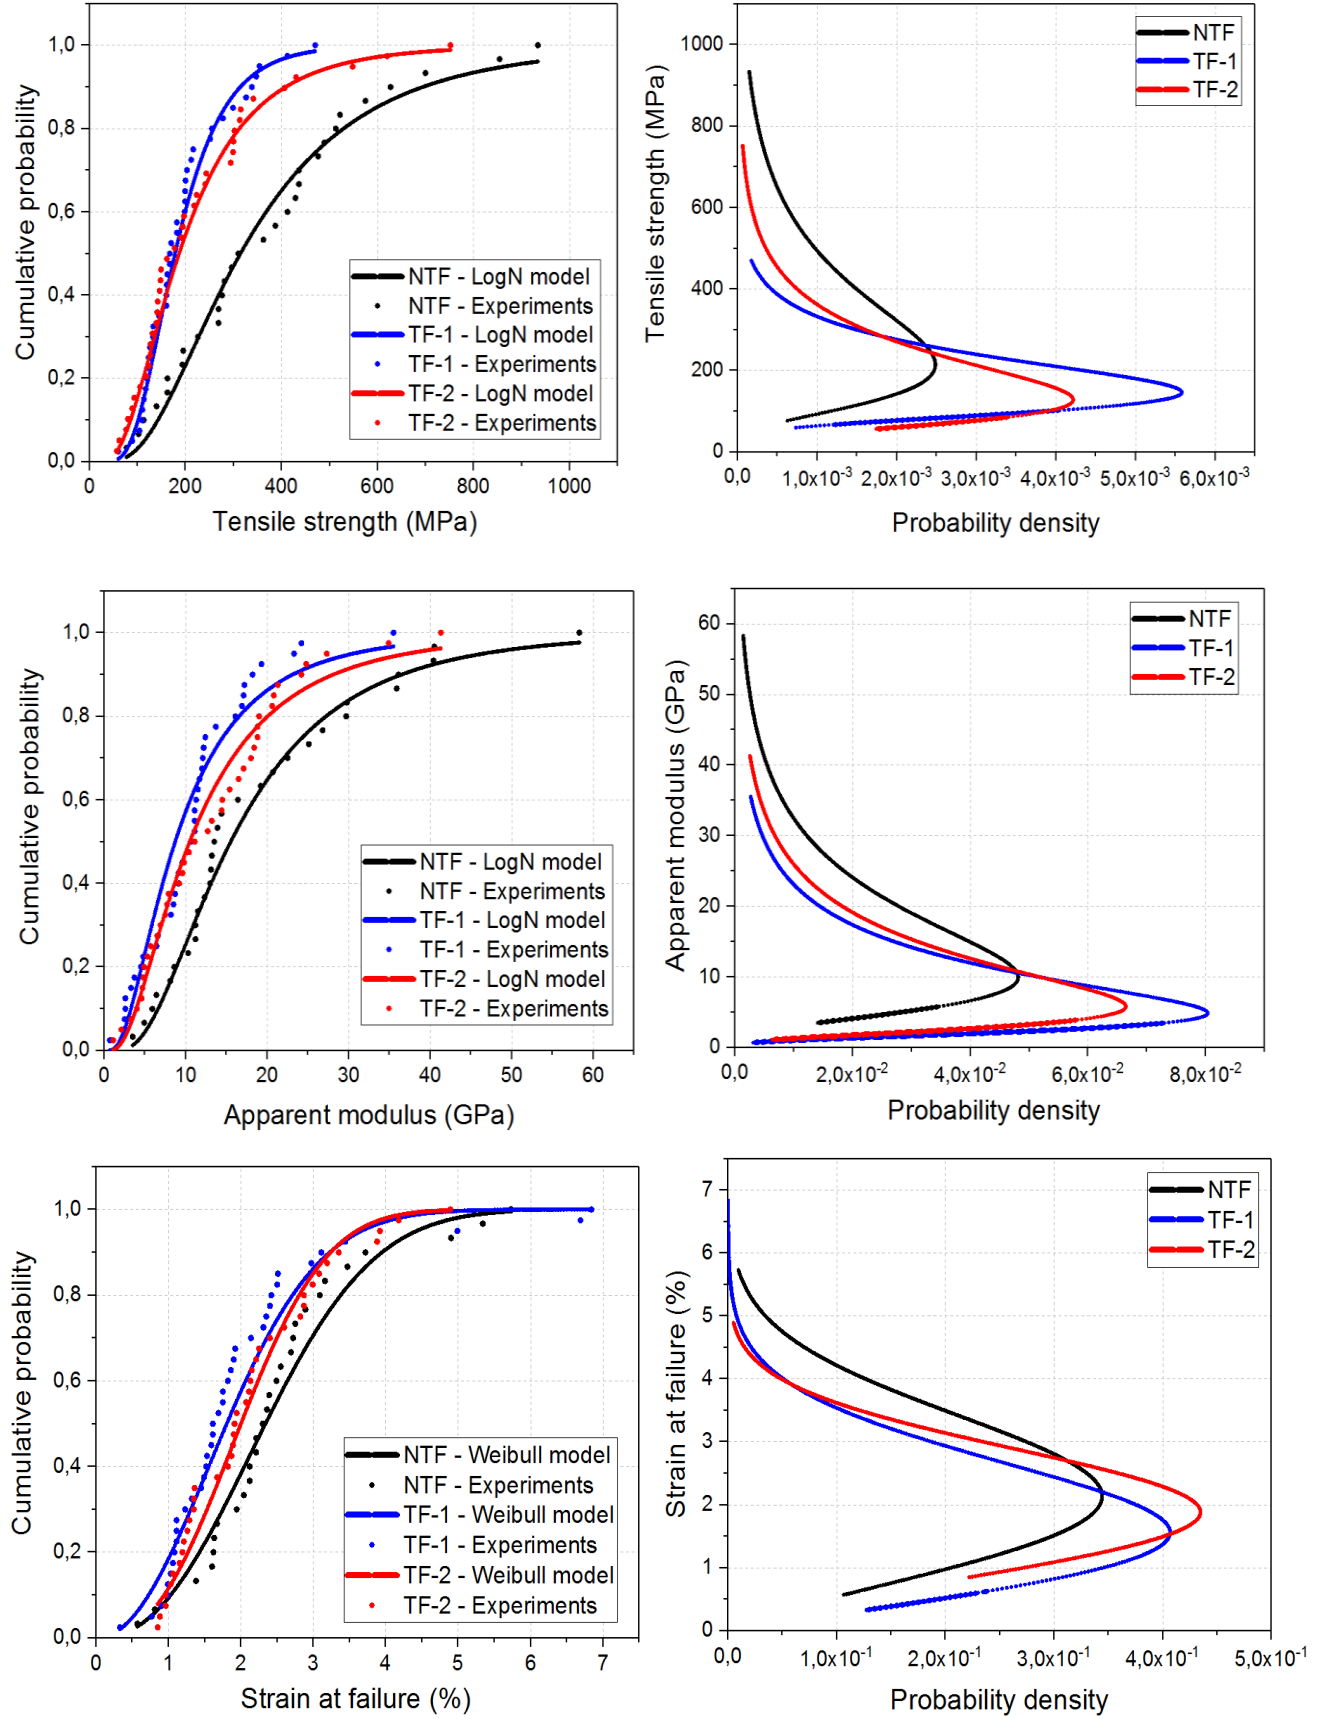 Cumulative probability
1,0
0,8
0,6
0,4
0,2
0,0
0 200 400 600 800 1000
Tensile strength (MPa)
NTF - LogN model
NTF - Experiments
TF-1 - LogN model
TF-1 - Experiments
TF-2 - LogN model
TF-2 - Experiments
Tensile strength (MPa)
1000
800
600
400
200
0
0,0 1,0x10⁻³ 2,0x10⁻³ 3,0x10⁻³ 4,0x10⁻³ 5,0x10⁻³ 6,0x10⁻³
Probability density
NTF
TF-1
TF-2
Cumulative probability
1,0
0,8
0,6
0,4
0,2
0,0
0 10 20 30 40 50 60
Apparent modulus (GPa)
NTF - LogN model
NTF - Experiments
TF-1 - LogN model
TF-1 - Experiments
TF-2 - LogN model
TF-2 - Experiments
Apparent modulus (GPa)
60
50
40
30
20
10
0
0,0 2,0x10⁻² 4,0x10⁻² 6,0x10⁻² 8,0x10⁻²
Probability density
NTF
TF-1
TF-2
Cumulative probability
1,0
0,8
0,6
0,4
0,2
0,0
0 1 2 3 4 5 6 7
Strain at failure (%)
NTF - Weibull model
NTF - Experiments
TF-1 - Weibull model
TF-1 - Experiments
TF-2 - Weibull model
TF-2 - Experiments
Strain at failure (%)
7
6
5
4
3
2
1
0
0,0 1,0x10⁻¹ 2,0x10⁻¹ 3,0x10⁻¹ 4,0x10⁻¹ 5,0x10⁻¹
Probability density
NTF
TF-1
TF-2